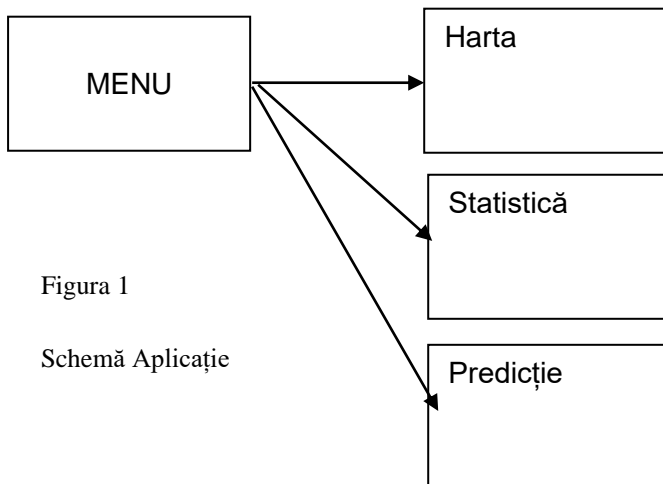 MENU
Harta
Statistică
Predicție
Figura 1
Schemă Aplicație